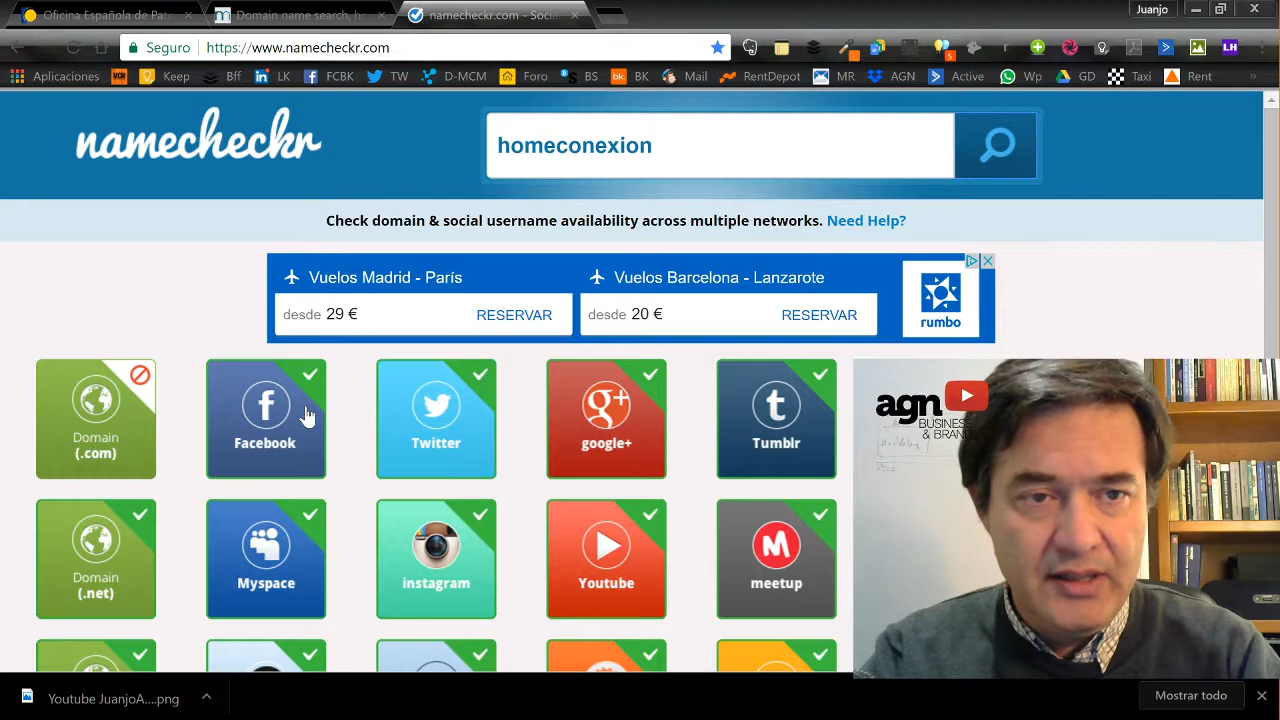 Oficina Española de Pat
Domain name search, h
namecheckr.com - Soci
Juanjo
Seguro
https://www.namecheckr.com
Aplicaciones
Keep
Bff
LK
FCBK
TW
D-MCM
Foro
BS
BK
Mail
RentDepot
MR
AGN
Active
Wp
GD
Taxi
Rent
namecheckr
homeconexion
Check domain & social username availability across multiple networks. Need Help?
Vuelos Madrid - París
desde 29 €
RESERVAR
Vuelos Barcelona - Lanzarote
desde 20 €
RESERVAR
rumbo
Domain
(.com)
Facebook
Twitter
google+
Tumblr
agn
BUSINESS
& BRAND
Domain
(.net)
Myspace
instagram
Youtube
meetup
Youtube JuanjoA....png
Mostrar todo